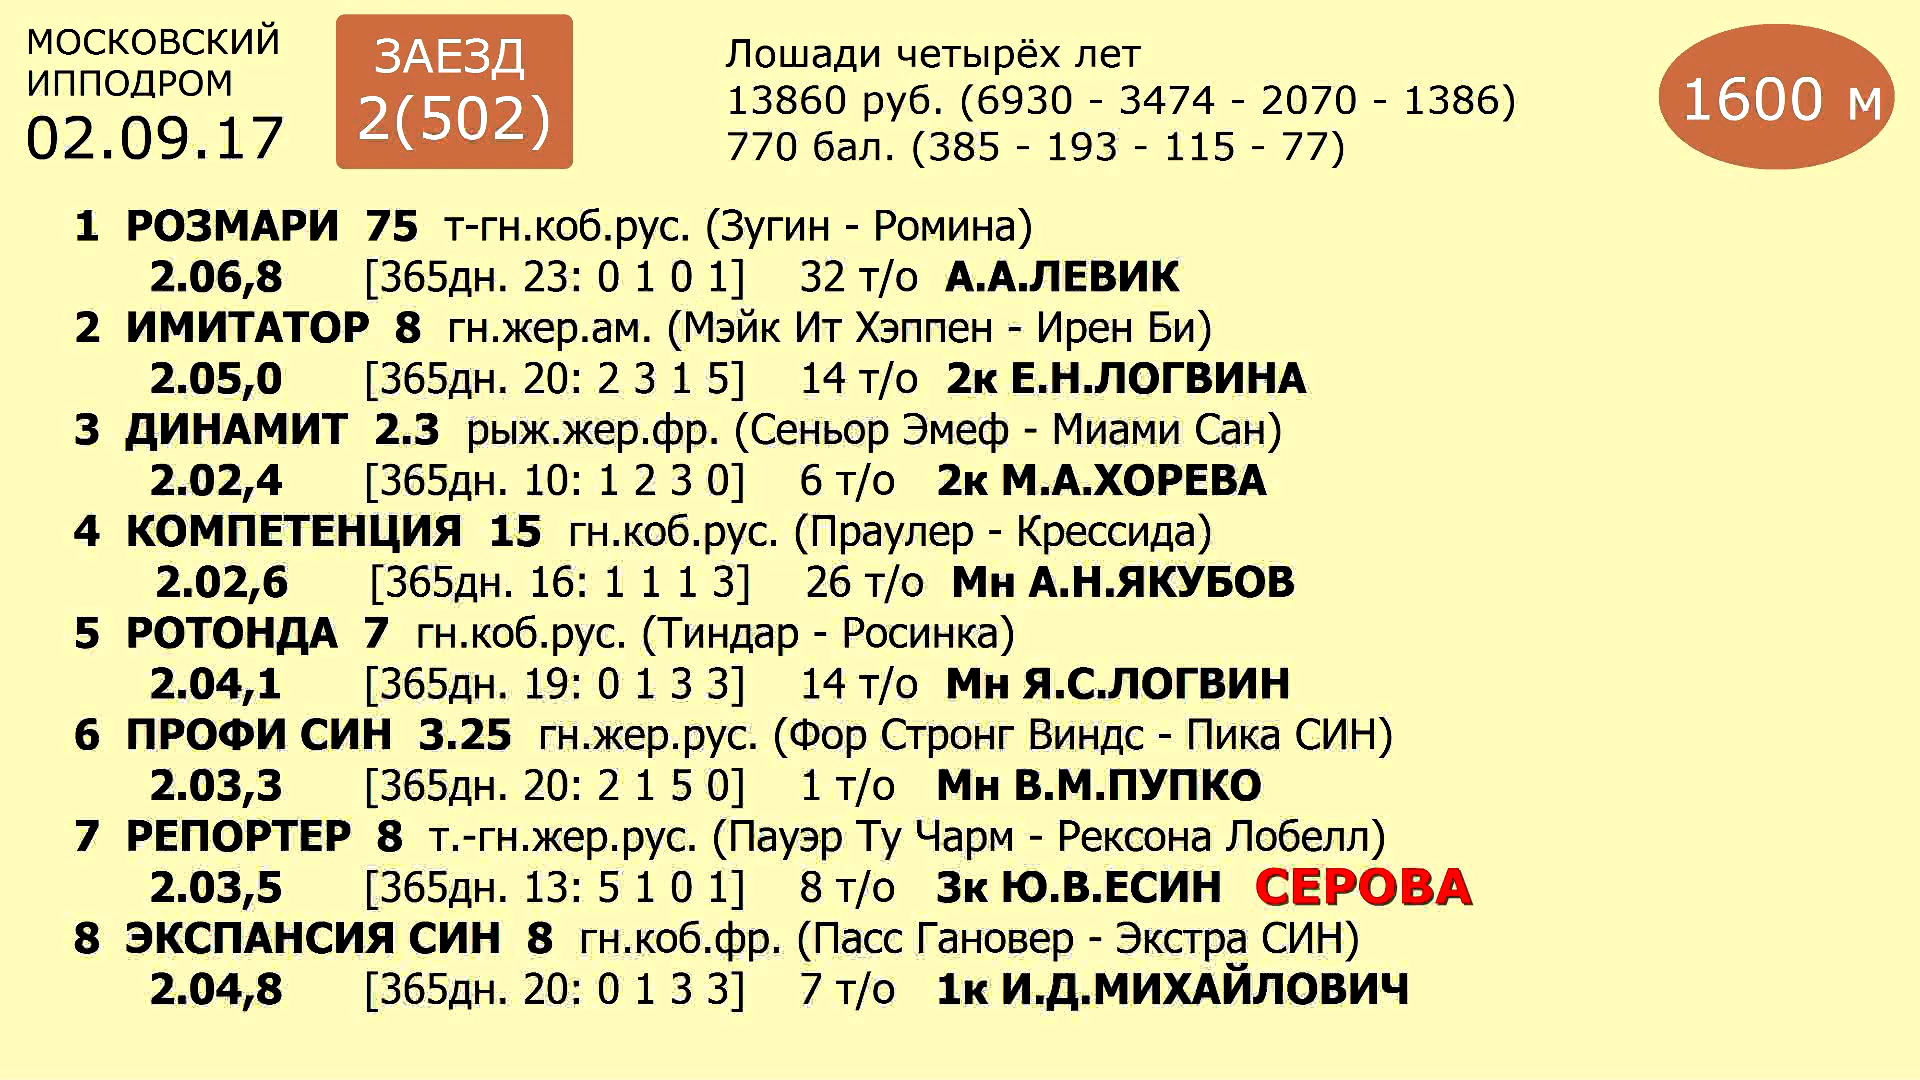 МОСКОВСКИЙ
ИППОДРОМ
02.09.17
ЗАЕЗД
2(502)
Лошади четырёх лет
13860 руб. (6930 - 3474 - 2070 - 1386)
770 бал. (385 - 193 - 115 - 77)
1600 м
1 РОЗМАРИ 75 т-гн.коб.рус. (Зугин - Ромина)
2.06,8 [365дн. 23: 0 1 0 1] 32 т/о А.А.ЛЕВИК
2 ИМИТАТОР 8 гн.жер.ам. (Мэйк Ит Хэппен - Ирен Би)
2.05,0 [365дн. 20: 2 3 1 5] 14 т/о 2к Е.Н.ЛОГВИНА
3 ДИНАМИТ 2.3 рыж.жер.фр. (Сеньор Эмеф - Миами Сан)
2.02,4 [365дн. 10: 1 2 3 0] 6 т/о 2к М.А.ХОРЕВА
4 КОМПЕТЕНЦИЯ 15 гн.коб.рус. (Праулер - Крессида)
2.02,6 [365дн. 16: 1 1 1 3] 26 т/о Мн А.Н.ЯКУБОВ
5 РОТОНДА 7 гн.коб.рус. (Тиндар - Росинка)
2.04,1 [365дн. 19: 0 1 3 3] 14 т/о Мн Я.С.ЛОГВИН
6 ПРОФИ СИН 3.25 гн.жер.рус. (Фор Стронг Виндс - Пика СИН)
2.03,3 [365дн. 20: 2 1 5 0] 1 т/о Мн В.М.ПУПКО
7 РЕПОРТЕР 8 т.-гн.жер.рус. (Пауэр Ту Чарм - Рексона Лобелл)
2.03,5 [365дн. 13: 5 1 0 1] 8 т/о 3к Ю.В.ЕСИН СЕРОВА
8 ЭКСПАНСИЯ СИН 8 гн.коб.фр. (Пасс Гановер - Экстра СИН)
2.04,8 [365дн. 20: 0 1 3 3] 7 т/о 1к И.Д.МИХАЙЛОВИЧ